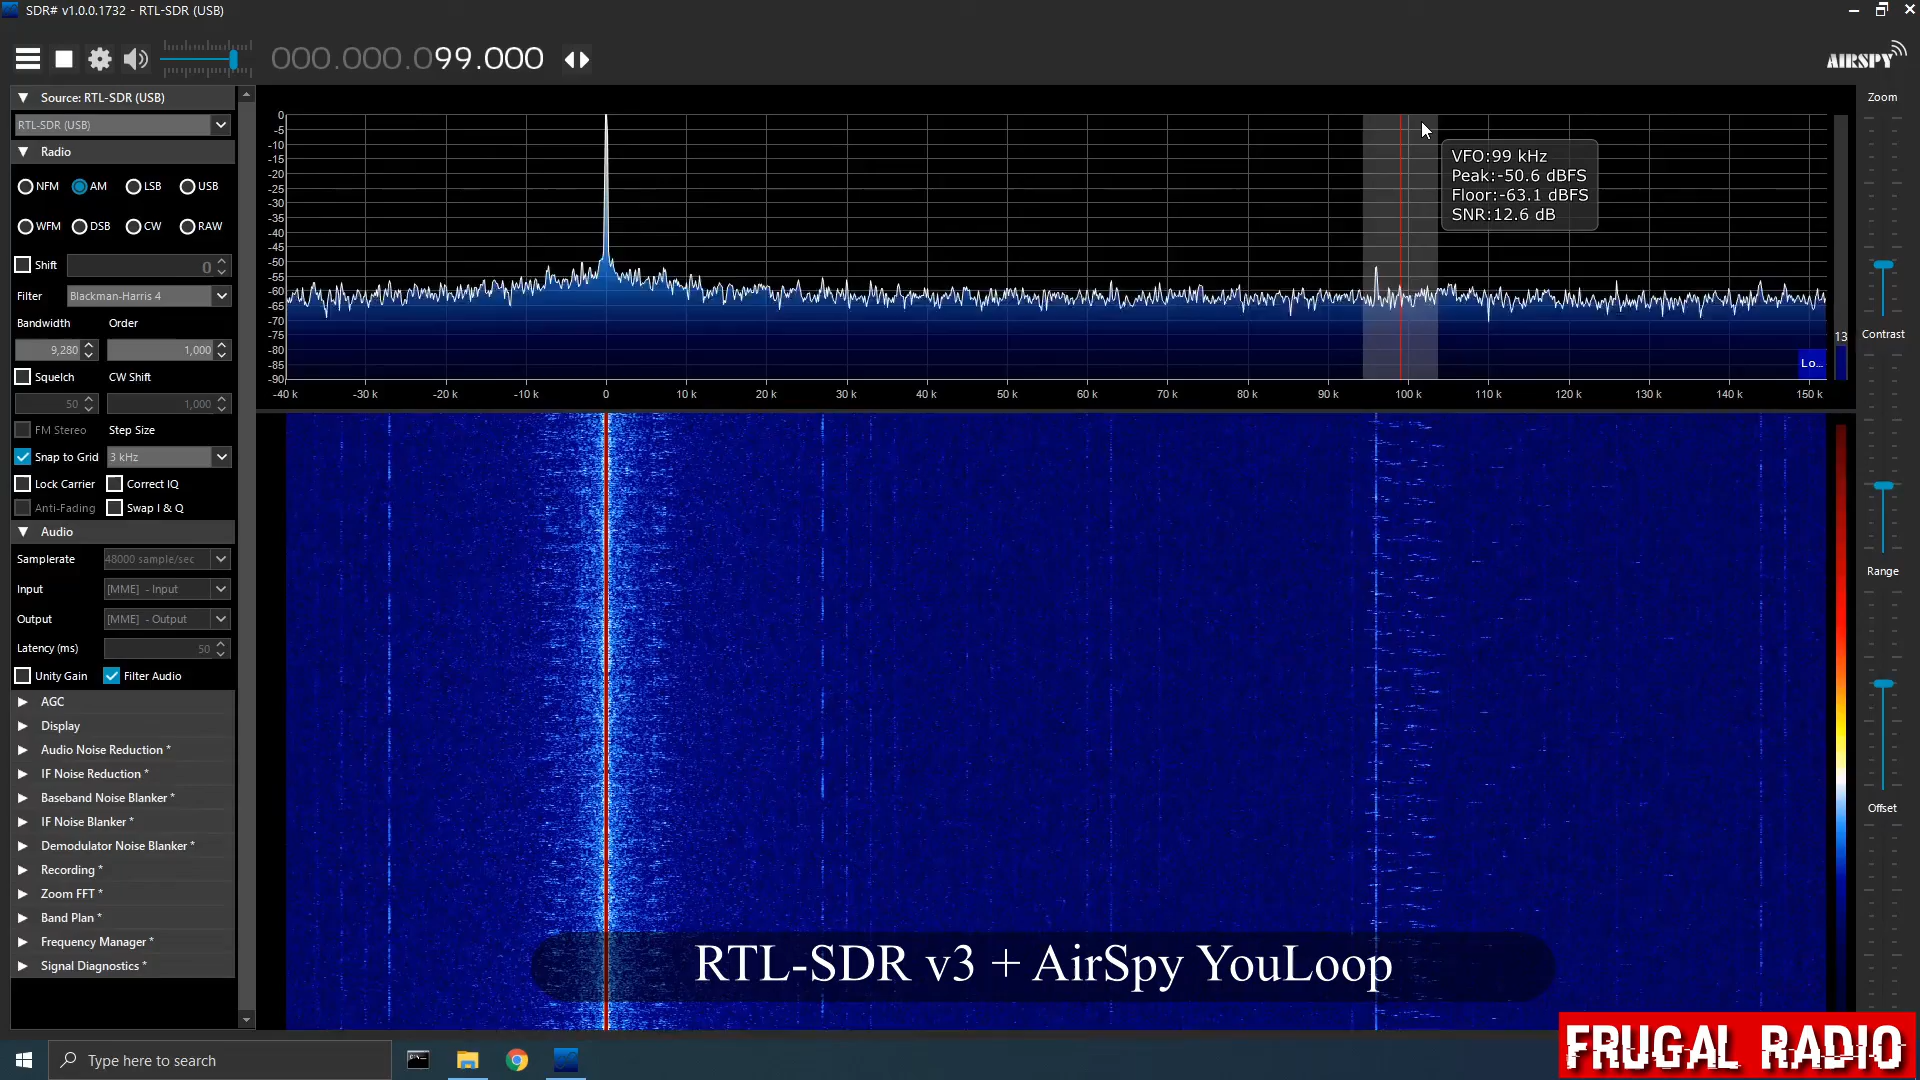 SDR# v1.0.0.1732 - RTL-SDR (USB)
000.000.099.000
AIRSPY
Source: RTL-SDR (USB)
RTL-SDR (USB)
Radio
NFM AM LSB USB
WFM DSB CW RAW
Shift 0
Filter Blackman-Harris 4
Bandwidth Order
9,280 1,000
Squelch CW Shift
50 1,000
FM Stereo Step Size
Snap to Grid 3 kHz
Lock Carrier Correct IQ
Anti-Fading Swap I & Q
Audio
Samplerate 48000 sample/sec
Input [MME] - Input
Output [MME] - Output
Latency (ms) 50
Unity Gain Filter Audio
AGC
Display
Audio Noise Reduction *
IF Noise Reduction *
Baseband Noise Blanker *
IF Noise Blanker *
Demodulator Noise Blanker *
Recording *
Zoom FFT *
Band Plan *
Frequency Manager *
Signal Diagnostics *
0
-5
-10
-15
-20
-25
-30
-35
-40
-45
-50
-55
-60
-65
-70
-75
-80
-85
-90
-40 k -30 k -20 k -10 k 0 10 k 20 k 30 k 40 k 50 k 60 k 70 k 80 k 90 k 100 k 110 k 120 k 130 k 140 k 150 k
VFO:99 kHz
Peak:-50.6 dBFS
Floor:-63.1 dBFS
SNR:12.6 dB
Lo...
13
Zoom
Contrast
Range
Offset
RTL-SDR v3 + AirSpy YouLoop
FRUGAL RADIO
Type here to search